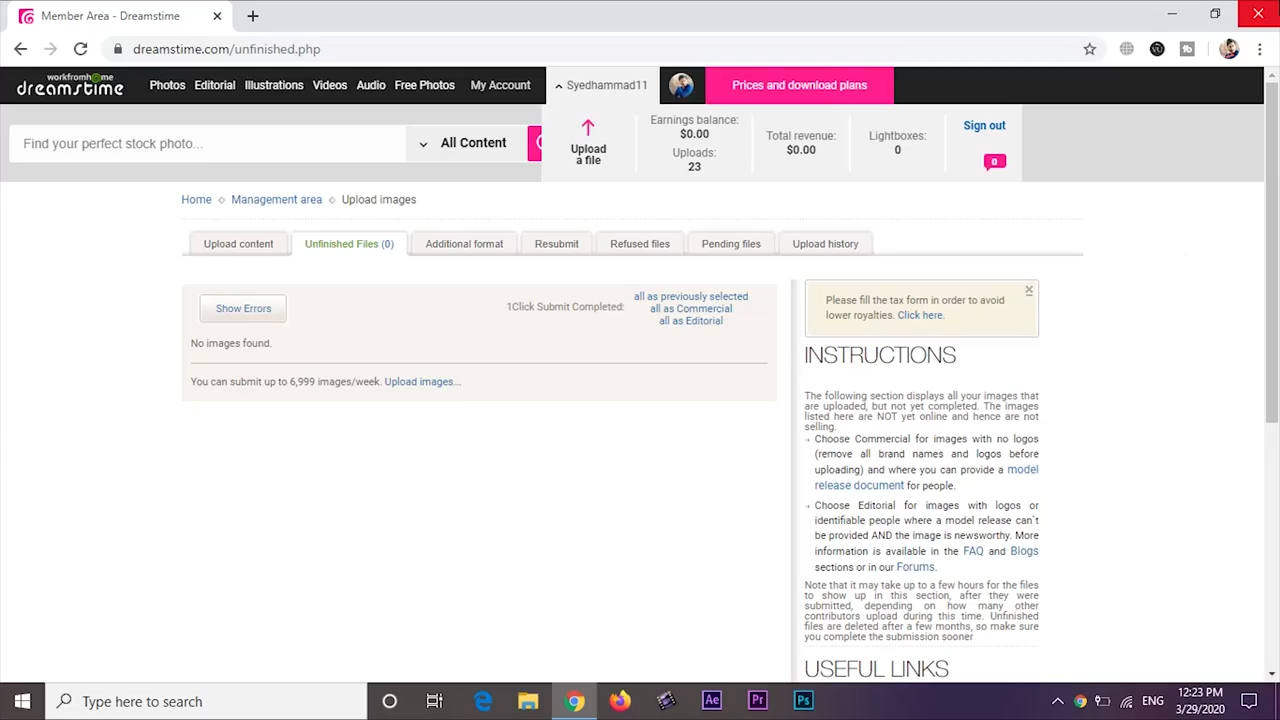 Member Area - Dreamstime
dreamstime.com/unfinished.php
workfromh@me
dreamstime
Photos
Editorial
Illustrations
Videos
Audio
Free Photos
My Account
Syedhammad11
Prices and download plans
Find your perfect stock photo...
All Content
Upload
a file
Earnings balance:
$0.00
Uploads:
23
Total revenue:
$0.00
Lightboxes:
0
Sign out
0
Home ◇ Management area ◇ Upload images
Upload content
Unfinished Files (0)
Additional format
Resubmit
Refused files
Pending files
Upload history
Show Errors
1Click Submit Completed:
all as previously selected
all as Commercial
all as Editorial
No images found.
You can submit up to 6,999 images/week. Upload images...
Please fill the tax form in order to avoid
lower royalties. Click here.
INSTRUCTIONS
The following section displays all your images that
are uploaded, but not yet completed. The images
listed here are NOT yet online and hence are not
selling.
Choose Commercial for images with no logos
(remove all brand names and logos before
uploading) and where you can provide a model
release document for people.
Choose Editorial for images with logos or
identifiable people where a model release can`t
be provided AND the image is newsworthy. More
information is available in the FAQ and Blogs
sections or in our Forums.
Note that it may take up to a few hours for the files
to show up in this section, after they were
submitted, depending on how many other
contributors upload during this time. Unfinished
files are deleted after a few months, so make sure
you complete the submission sooner
USEFUL LINKS
Type here to search
Ae
Pr
Ps
ENG
12:23 PM
3/29/2020